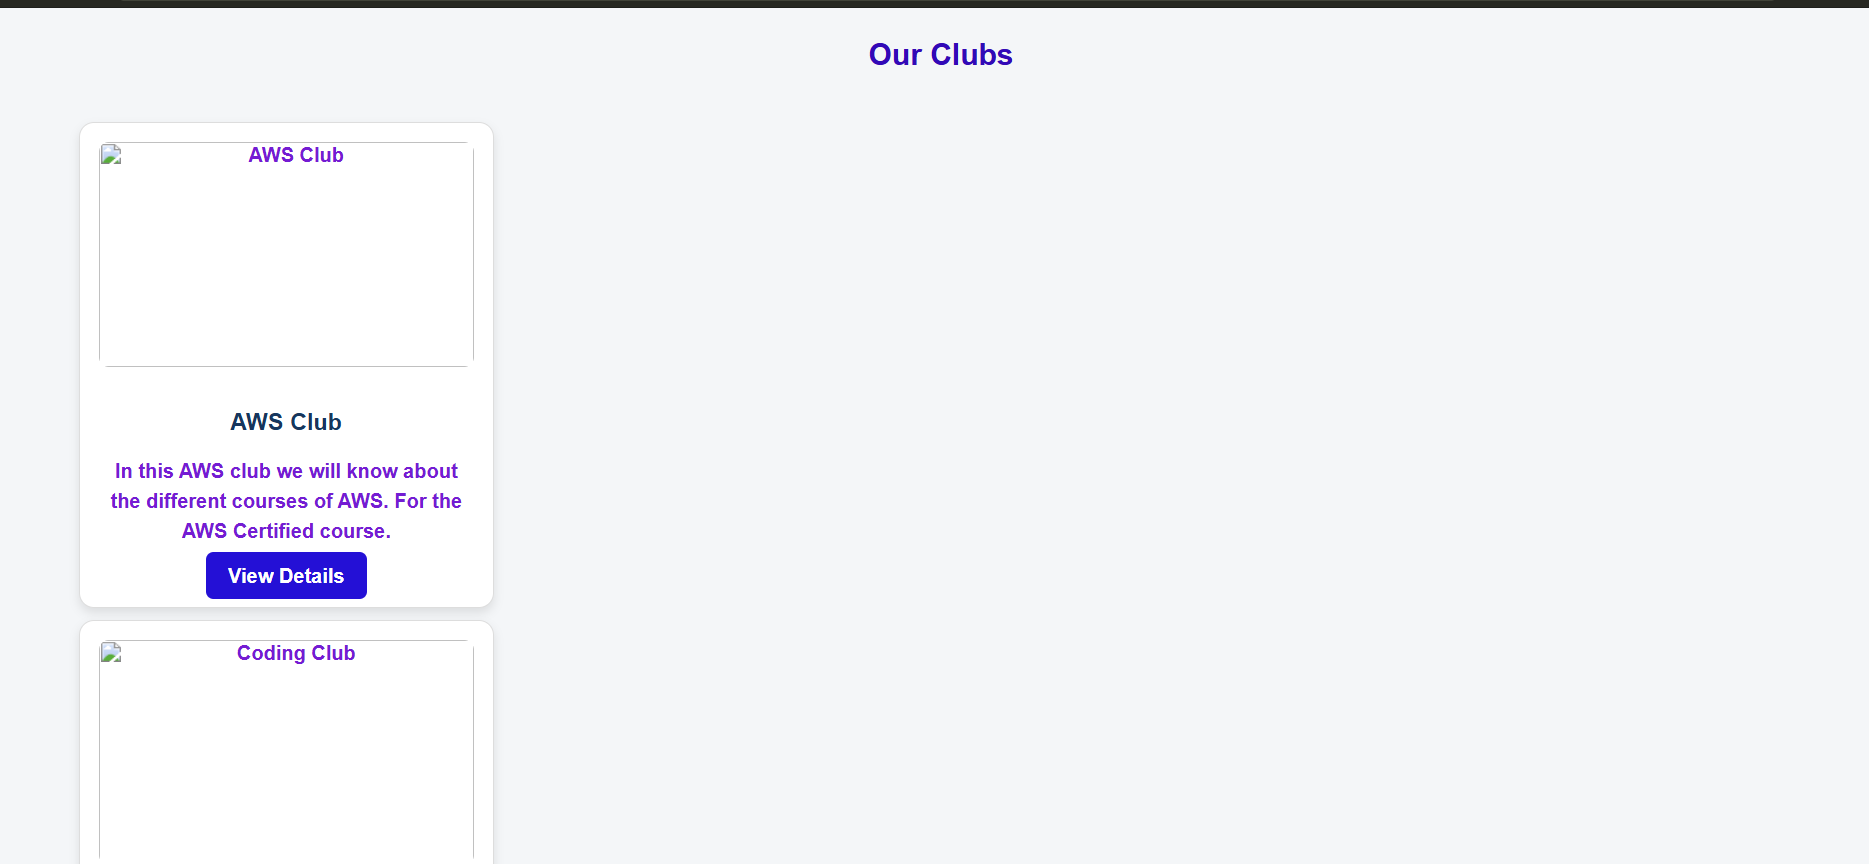 Our Clubs
AWS Club
AWS Club
In this AWS club we will know about
the different courses of AWS. For the
AWS Certified course.
View Details
Coding Club